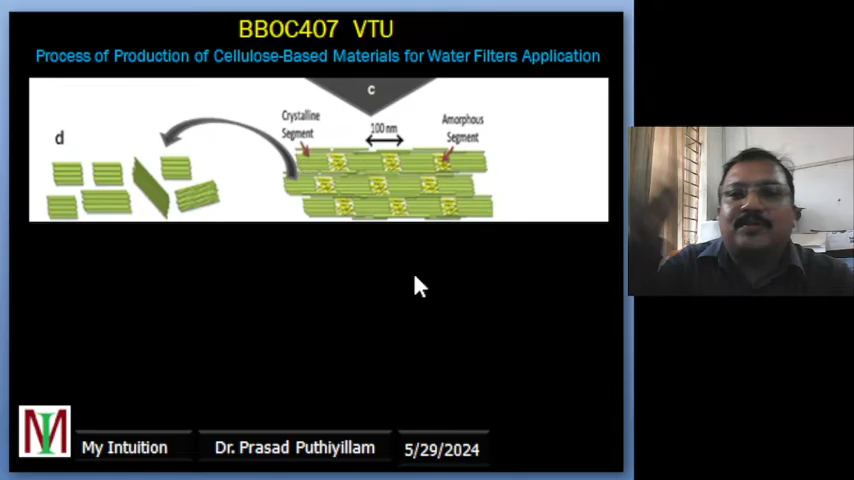 BBOC407 VTU
Process of Production of Cellulose-Based Materials for Water Filters Application
c
d
Crystalline
Segment
100 nm
Amorphous
Segment
MI
My Intuition
Dr. Prasad Puthiyillam
5/29/2024